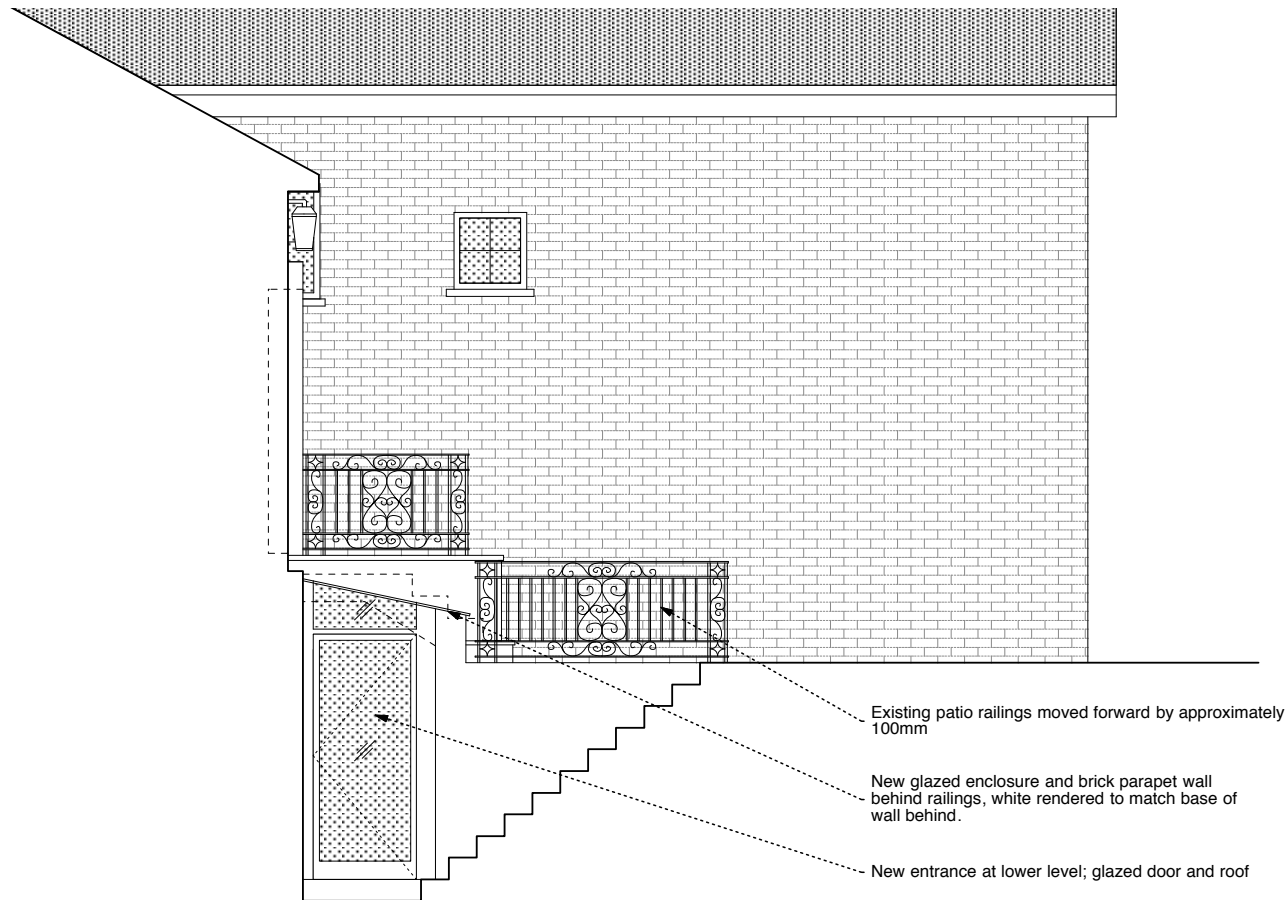 Existing patio railings moved forward by approximately
100mm
New glazed enclosure and brick parapet wall
behind railings, white rendered to match base of
wall behind.
New entrance at lower level; glazed door and roof